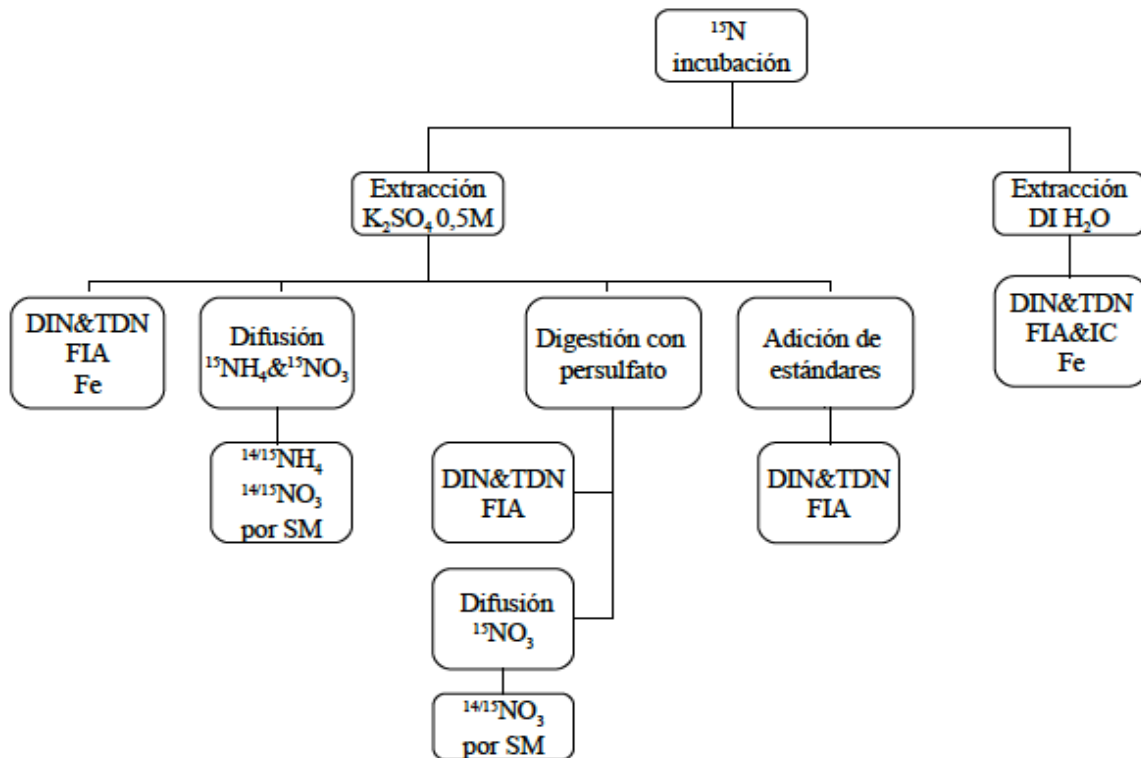 ¹⁵N
incubación
Extracción
K₂SO₄ 0,5M
Extracción
DI H₂O
DIN&TDN
FIA
Fe
Difusión
¹⁵NH₄&¹⁵NO₃
Digestión con
persulfato
Adición de
estándares
DIN&TDN
FIA&IC
Fe
¹⁴/¹⁵NH₄
¹⁴/¹⁵NO₃
por SM
DIN&TDN
FIA
DIN&TDN
FIA
Difusión
¹⁵NO₃
¹⁴/¹⁵NO₃
por SM